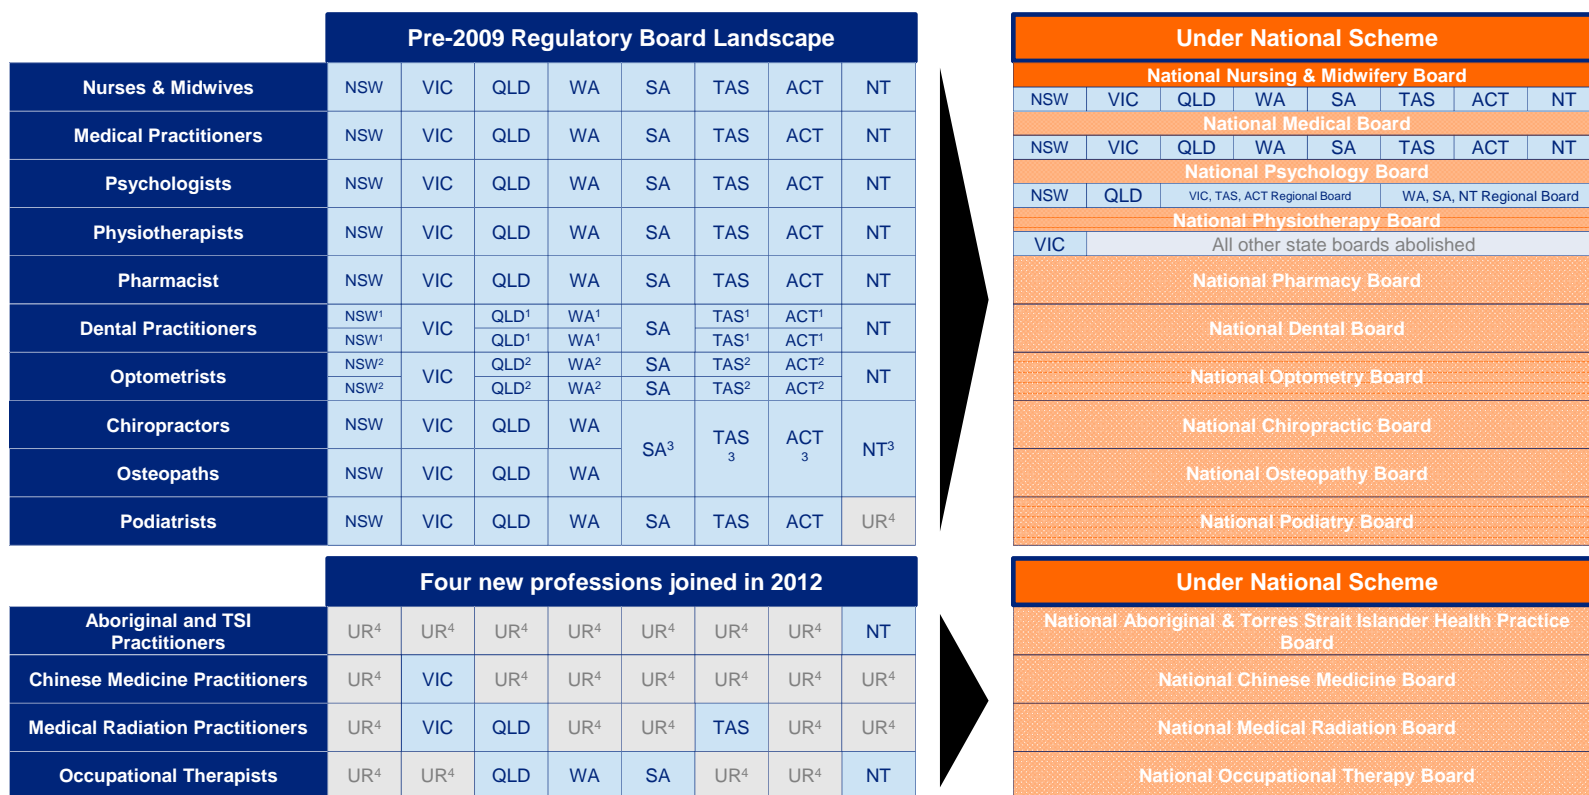 Pre-2009 Regulatory Board Landscape
Under National Scheme
Nurses & Midwives NSW VIC QLD WA SA TAS ACT NT
National Nursing & Midwifery Board
NSW VIC QLD WA SA TAS ACT NT
Medical Practitioners NSW VIC QLD WA SA TAS ACT NT
National Medical Board
NSW VIC QLD WA SA TAS ACT NT
Psychologists NSW VIC QLD WA SA TAS ACT NT
National Psychology Board
NSW QLD VIC, TAS, ACT Regional Board WA, SA, NT Regional Board
Physiotherapists NSW VIC QLD WA SA TAS ACT NT
National Physiotherapy Board
VIC All other state boards abolished
Pharmacist NSW VIC QLD WA SA TAS ACT NT
National Pharmacy Board
Dental Practitioners
NSW¹ VIC QLD¹ WA¹ SA TAS¹ ACT¹ NT
NSW¹ QLD¹ WA¹ TAS¹ ACT¹
National Dental Board
Optometrists
NSW² VIC QLD² WA² SA TAS² ACT² NT
NSW² QLD² WA² SA TAS² ACT²
National Optometry Board
Chiropractors NSW VIC QLD WA
SA³ TAS³ ACT³ NT³
National Chiropractic Board
Osteopaths NSW VIC QLD WA
National Osteopathy Board
Podiatrists NSW VIC QLD WA SA TAS ACT UR⁴
National Podiatry Board
Four new professions joined in 2012
Under National Scheme
Aboriginal and TSI
Practitioners
UR⁴ UR⁴ UR⁴ UR⁴ UR⁴ UR⁴ UR⁴ NT
National Aboriginal & Torres Strait Islander Health Practice
Board
Chinese Medicine Practitioners UR⁴ VIC UR⁴ UR⁴ UR⁴ UR⁴ UR⁴ UR⁴
National Chinese Medicine Board
Medical Radiation Practitioners UR⁴ VIC QLD UR⁴ UR⁴ TAS UR⁴ UR⁴
National Medical Radiation Board
Occupational Therapists UR⁴ UR⁴ QLD WA SA UR⁴ UR⁴ NT
National Occupational Therapy Board